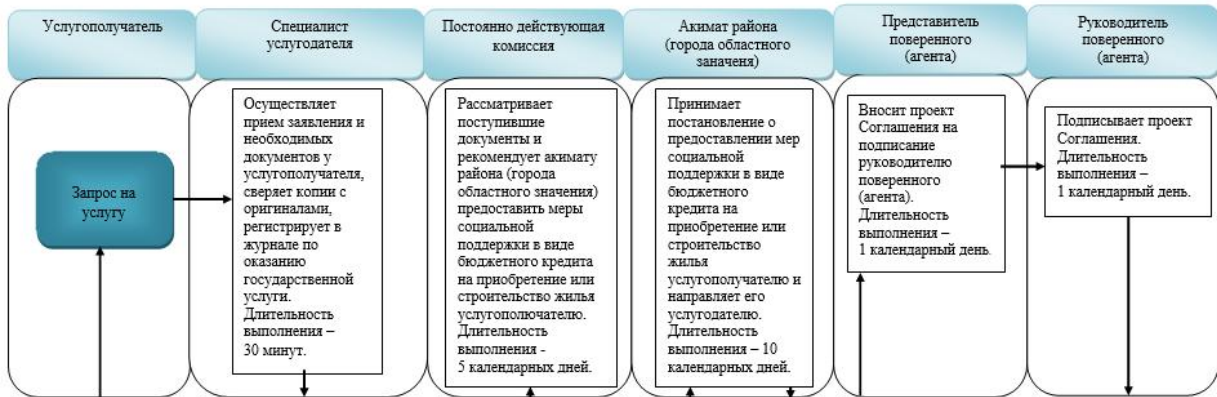 Услугополучатель
Специалист
услугодателя
Постоянно действующая
комиссия
Акимат района
(города областного
заначеня)
Представитель
поверенного
(агента)
Руководитель
поверенного
(агента)
Запрос на
услугу
Осуществляет
прием заявления и
необходимых
документов у
услугополучателя,
сверяет копии с
оригиналами,
регистрирует в
журнале по
оказанию
государственной
услуги.
Длительность
выполнения –
30 минут.
Рассматривает
поступившие
документы и
рекомендует акимату
района (города
областного значения)
предоставить меры
социальной
поддержки в виде
бюджетного кредита
на приобретение или
строительство жилья
услугополючателю.
Длительность
выполнения -
5 календарных дней.
Принимает
постановление о
предоставлении мер
социальной
поддержки в виде
бюджетного
кредита на
приобретение или
строительство
жилья
услугополучателю и
направляет его
услугодателю.
Длительность
выполнения – 10
календарных дней.
Вносит проект
Соглашения на
подписание
руководителю
поверенного
(агента).
Длительность
выполнения –
1 календарный день.
Подписывает проект
Соглашения.
Длительность
выполнения –
1 календарный день.